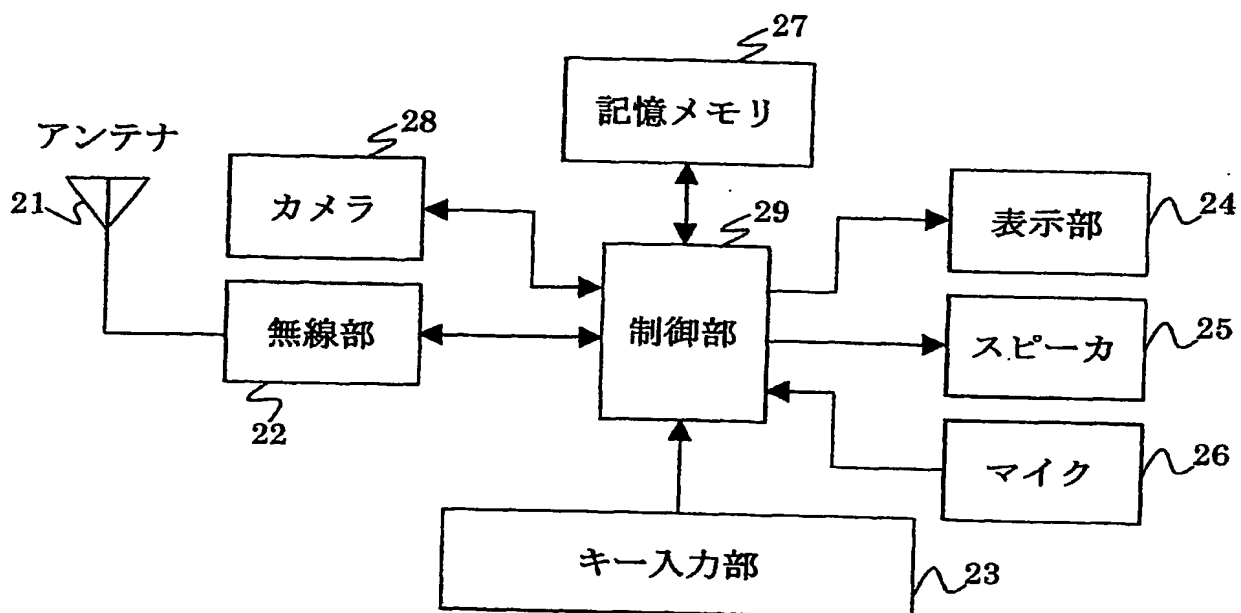 27
記憶メモリ
アンテナ
28
21
カメラ
29
表示部
24
無線部
制御部
スピーカ
25
22
マイク
26
キー入力部
23